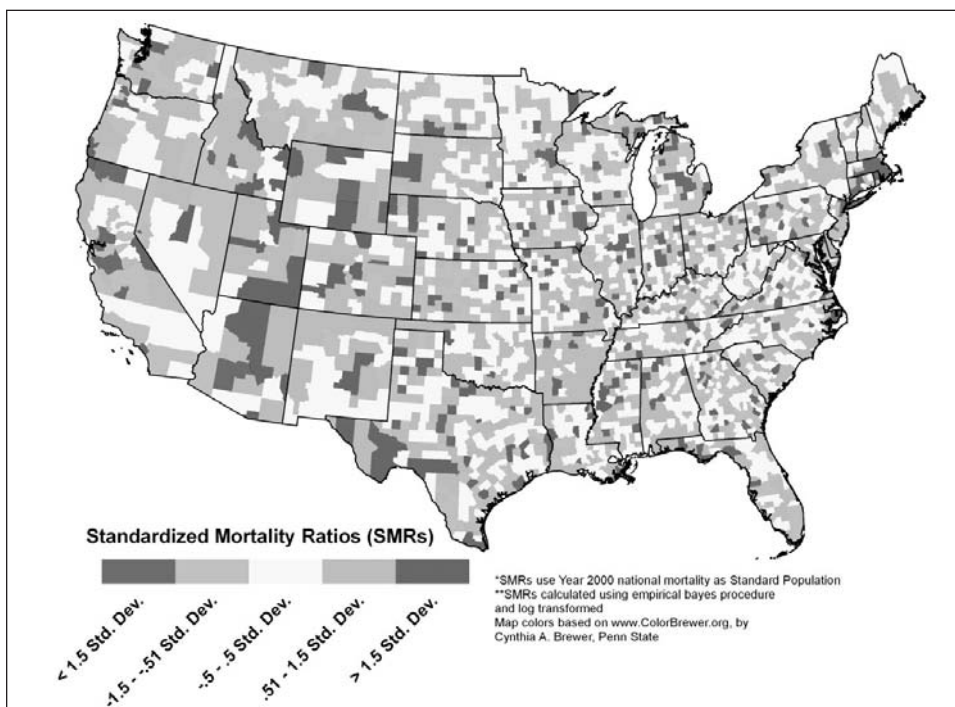 Standardized Mortality Ratios (SMRs)
< 1.5 Std. Dev.
-1.5 - -.51 Std. Dev.
-.5 - .5 Std. Dev.
.51 - 1.5 Std. Dev.
> 1.5 Std. Dev.
*SMRs use Year 2000 national mortality as Standard Population
**SMRs calculated using empirical bayes procedure
and log transformed
Map colors based on www.ColorBrewer.org, by
Cynthia A. Brewer, Penn State